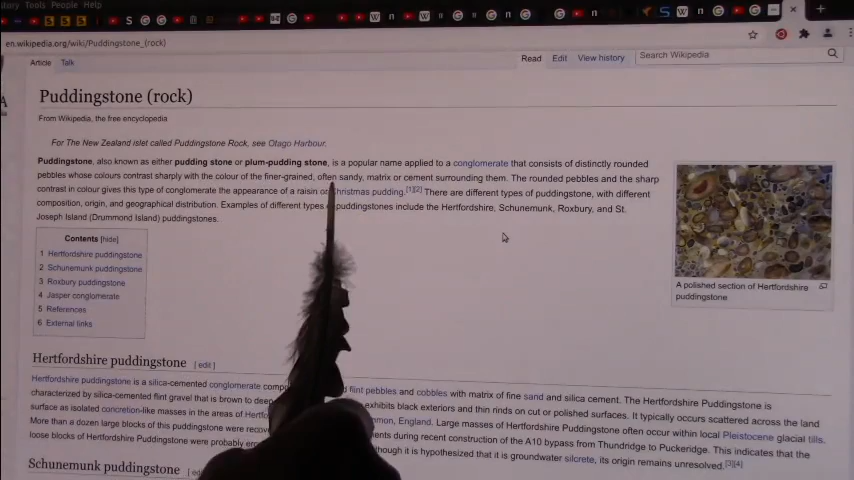 tory Tools People Help
en.wikipedia.org/wiki/Puddingstone_(rock)
Article Talk Read Edit View history Search Wikipedia
Puddingstone (rock)
From Wikipedia, the free encyclopedia
For The New Zealand islet called Puddingstone Rock, see Otago Harbour.
Puddingstone, also known as either pudding stone or plum-pudding stone, is a popular name applied to a conglomerate that consists of distinctly rounded
pebbles whose colours contrast sharply with the colour of the finer-grained, often sandy, matrix or cement surrounding them. The rounded pebbles and the sharp
contrast in colour gives this type of conglomerate the appearance of a raisin or Christmas pudding.[1][2] There are different types of puddingstone, with different
composition, origin, and geographical distribution. Examples of different types puddingstones include the Hertfordshire, Schunemunk, Roxbury, and St.
Joseph Island (Drummond Island) puddingstones.
A polished section of Hertfordshire
puddingstone
Contents [hide]
1 Hertfordshire puddingstone
2 Schunemunk puddingstone
3 Roxbury puddingstone
4 Jasper conglomerate
5 References
6 External links
Hertfordshire puddingstone [ edit ]
Hertfordshire puddingstone is a silica-cemented conglomerate flint pebbles and cobbles with matrix of fine sand and silica cement. The Hertfordshire Puddingstone is
characterized by silica-cemented flint gravel that is brown to exhibits black exteriors and thin rinds on cut or polished surfaces. It typically occurs scattered across the land
surface as isolated concretion-like masses in the areas of England. Large masses of Hertfordshire Puddingstone often occur within local Pleistocene glacial tills.
More than a dozen large blocks of this puddingstone were during recent construction of the A10 bypass from Thundridge to Puckeridge. This indicates that the
loose blocks of Hertfordshire Puddingstone were probably it is hypothesized that it is groundwater silcrete, its origin remains unresolved.[3][4]
Schunemunk puddingstone